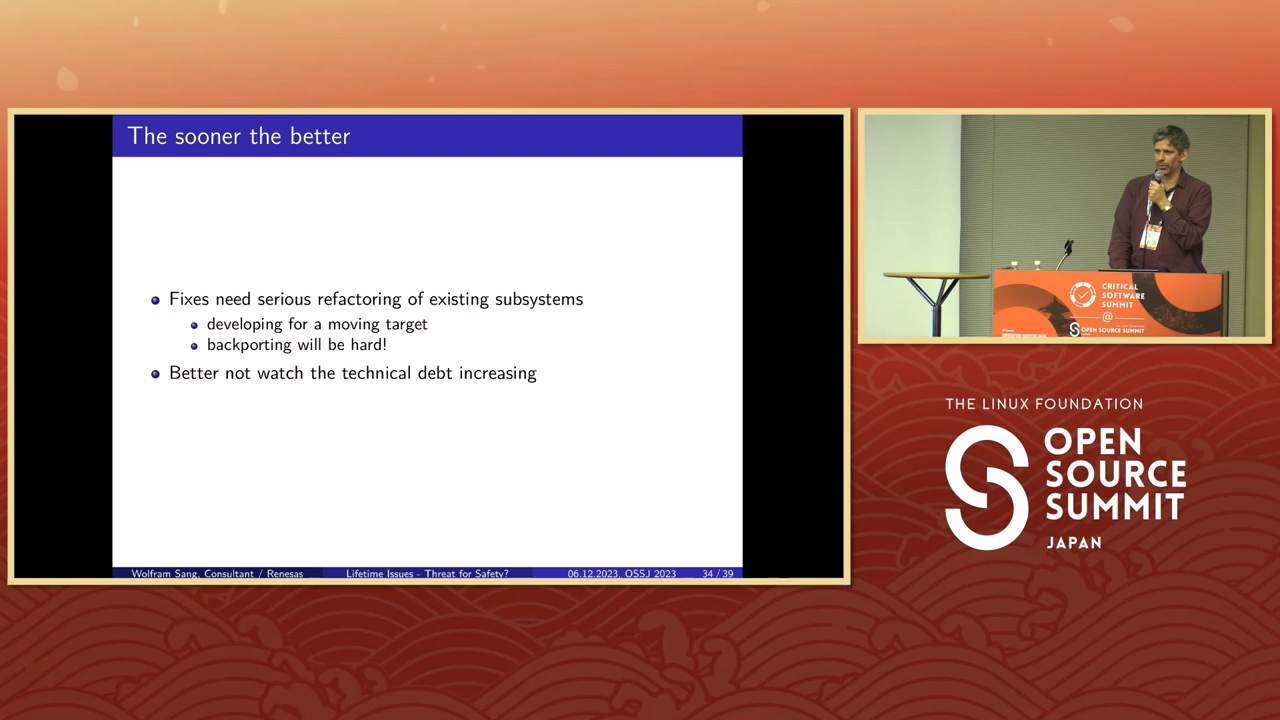 The sooner the better
Fixes need serious refactoring of existing subsystems
developing for a moving target
backporting will be hard!
Better not watch the technical debt increasing
Wolfram Sang, Consultant / Renesas
Lifetime Issues - Threat for Safety?
06.12.2023, OSSJ 2023
34 / 39
CRITICAL
SOFTWARE
SUMMIT
@
OPEN SOURCE SUMMIT
THE LINUX FOUNDATION
OPEN
SOURCE
SUMMIT
JAPAN